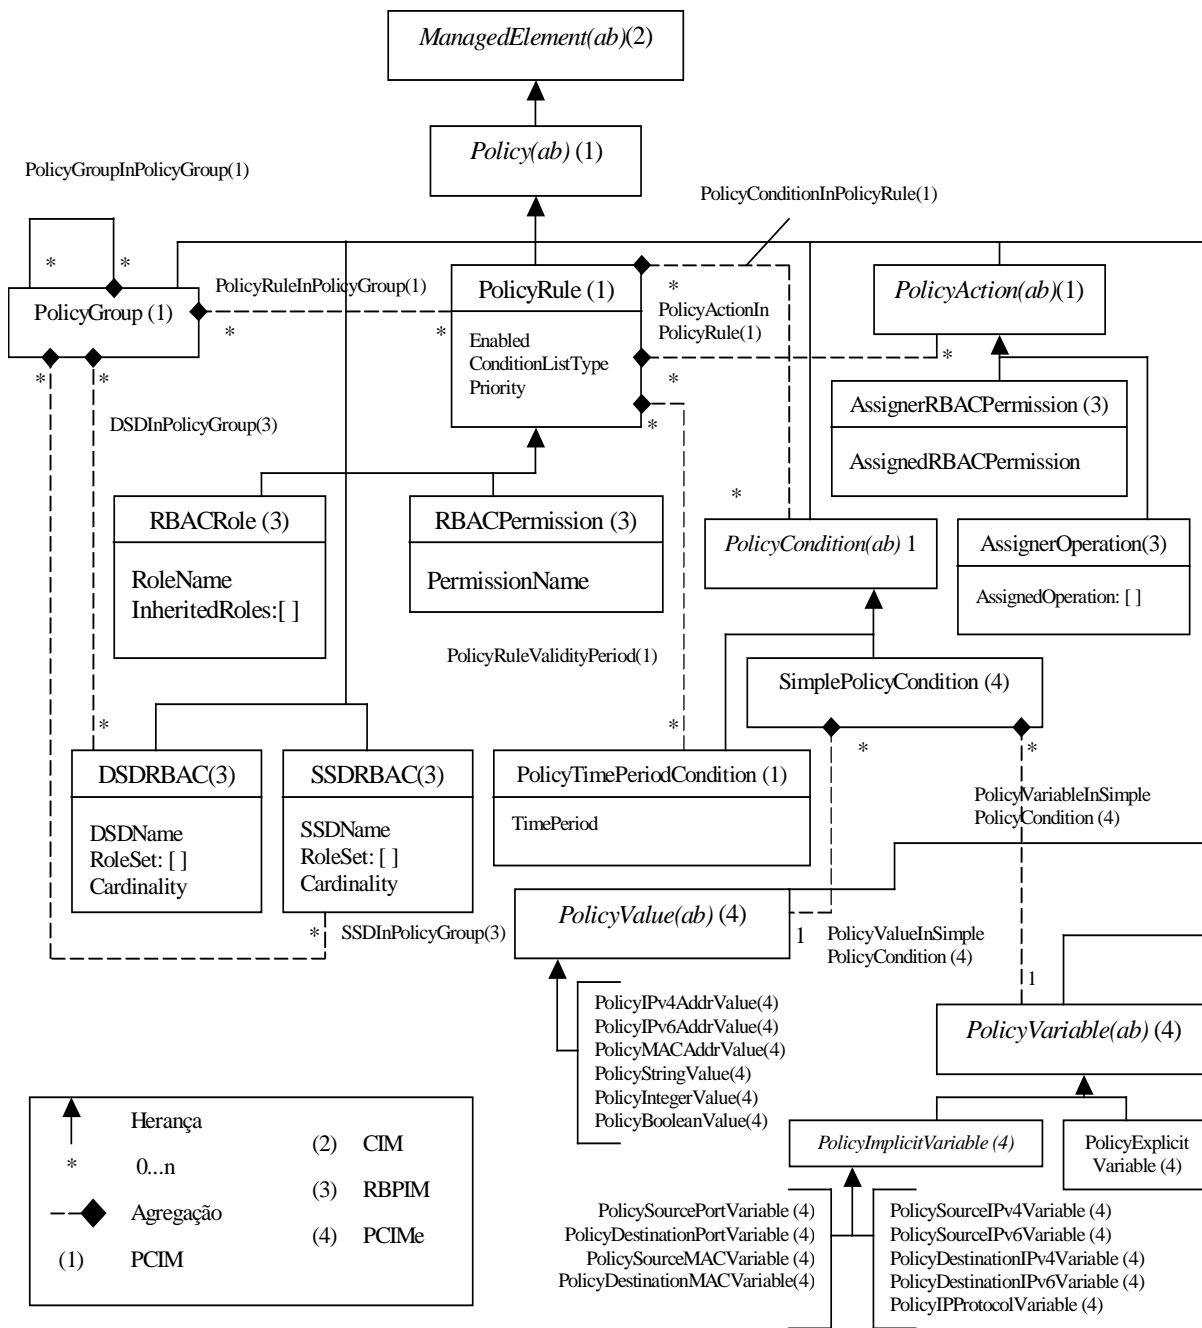 ManagedElement(ab)(2)
Policy(ab) (1)
PolicyGroupInPolicyGroup(1)
PolicyConditionInPolicyRule(1)
*
*
PolicyGroup (1)
PolicyRuleInPolicyGroup(1)
*
*
PolicyRule (1)
Enabled
ConditionListType
Priority
*
PolicyActionIn
PolicyRule(1)
*
*
*
PolicyAction(ab)(1)
*
*
DSDInPolicyGroup(3)
AssignerRBACPermission (3)
AssignedRBACPermission
RBACRole (3)
RoleName
InheritedRoles:[ ]
RBACPermission (3)
PermissionName
*
PolicyCondition(ab) 1
AssignerOperation(3)
AssignedOperation: [ ]
PolicyRuleValidityPeriod(1)
SimplePolicyCondition (4)
*
*
*
*
DSDRBAC(3)
DSDName
RoleSet: [ ]
Cardinality
SSDRBAC(3)
SSDName
RoleSet: [ ]
Cardinality
PolicyTimePeriodCondition (1)
TimePeriod
PolicyVariableInSimple
PolicyCondition (4)
*
SSDInPolicyGroup(3)
PolicyValue(ab) (4)
1
PolicyValueInSimple
PolicyCondition (4)
1
PolicyIPv4AddrValue(4)
PolicyIPv6AddrValue(4)
PolicyMACAddrValue(4)
PolicyStringValue(4)
PolicyIntegerValue(4)
PolicyBooleanValue(4)
PolicyVariable(ab) (4)
PolicyImplicitVariable (4)
PolicyExplicit
Variable (4)
PolicySourcePortVariable (4)
PolicyDestinationPortVariable (4)
PolicySourceMACVariable (4)
PolicyDestinationMACVariable(4)
PolicySourceIPv4Variable (4)
PolicySourceIPv6Variable (4)
PolicyDestinationIPv4Variable (4)
PolicyDestinationIPv6Variable (4)
PolicyIPProtocolVariable (4)
Herança
* 0...n
Agregação
(1) PCIM
(2) CIM
(3) RBPIM
(4) PCIMe